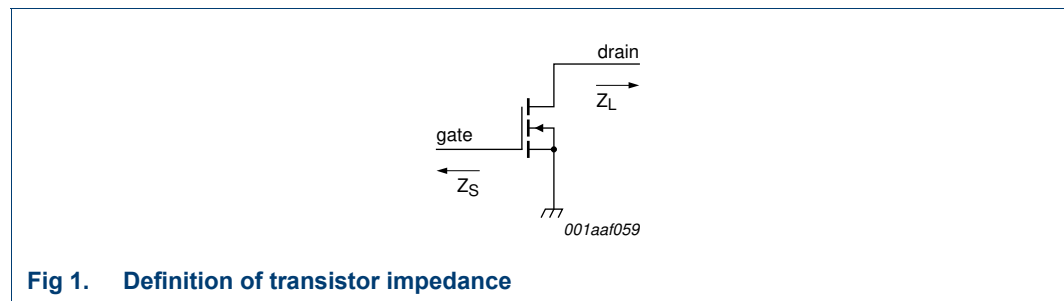 drain
Z_L
gate
Z_S
001aaf059
Fig 1. Definition of transistor impedance